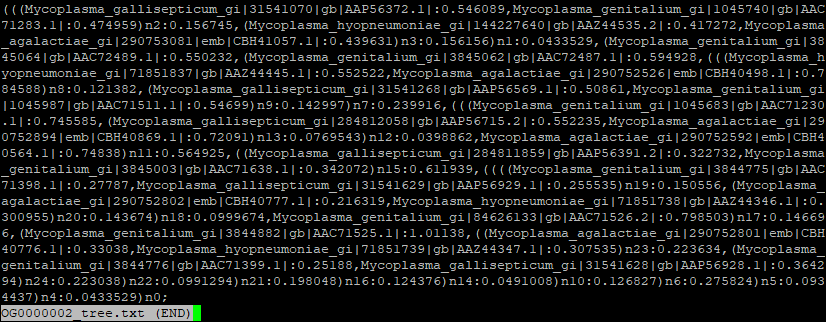 (((Mycoplasma_gallisepticum_gi|31541070|gb|AAP56372.1|:0.546089,Mycoplasma_genitalium_gi|1045740|gb|AAC
71283.1|:0.474959)n2:0.156745,(Mycoplasma_hyopneumoniae_gi|144227640|gb|AAZ44535.2|:0.417272,Mycoplasma
_agalactiae_gi|290753081|emb|CBH41057.1|:0.439631)n3:0.156156)n1:0.0433529,(Mycoplasma_genitalium_gi|38
45064|gb|AAC72489.1|:0.550232,(Mycoplasma_genitalium_gi|3845062|gb|AAC72487.1|:0.594928,(((Mycoplasma_h
yopneumoniae_gi|71851837|gb|AAZ44445.1|:0.552522,Mycoplasma_agalactiae_gi|290752526|emb|CBH40498.1|:0.7
84588)n8:0.121382,(Mycoplasma_gallisepticum_gi|31541268|gb|AAP56569.1|:0.50861,Mycoplasma_genitalium_gi
|1045987|gb|AAC71511.1|:0.54699)n9:0.142997)n7:0.239916,(((Mycoplasma_genitalium_gi|1045683|gb|AAC71230
.1|:0.745585,(Mycoplasma_gallisepticum_gi|284812058|gb|AAP56715.2|:0.552235,Mycoplasma_agalactiae_gi|29
0752894|emb|CBH40869.1|:0.72091)n13:0.0769543)n12:0.0398862,Mycoplasma_agalactiae_gi|290752592|emb|CBH4
0564.1|:0.74838)n11:0.564925,((Mycoplasma_gallisepticum_gi|284811859|gb|AAP56391.2|:0.322732,Mycoplasma
_genitalium_gi|3845003|gb|AAC71638.1|:0.342072)n15:0.611939,((((Mycoplasma_genitalium_gi|3844775|gb|AAC
71398.1|:0.27787,Mycoplasma_gallisepticum_gi|31541629|gb|AAP56929.1|:0.255535)n19:0.150556,(Mycoplasma_
agalactiae_gi|290752802|emb|CBH40777.1|:0.216319,Mycoplasma_hyopneumoniae_gi|71851738|gb|AAZ44346.1|:0.
300955)n20:0.143674)n18:0.0999674,Mycoplasma_genitalium_gi|84626133|gb|AAC71526.2|:0.798503)n17:0.14669
6,(Mycoplasma_genitalium_gi|3844882|gb|AAC71525.1|:1.01138,((Mycoplasma_agalactiae_gi|290752801|emb|CBH
40776.1|:0.33038,Mycoplasma_hyopneumoniae_gi|71851739|gb|AAZ44347.1|:0.307535)n23:0.223634,(Mycoplasma_
genitalium_gi|3844776|gb|AAC71399.1|:0.25188,Mycoplasma_gallisepticum_gi|31541628|gb|AAP56928.1|:0.3642
94)n24:0.223038)n22:0.0991294)n21:0.198048)n16:0.124376)n14:0.0491008)n10:0.126827)n6:0.275824)n5:0.093
4437)n4:0.0433529)n0;
OG0000002_tree.txt (END)